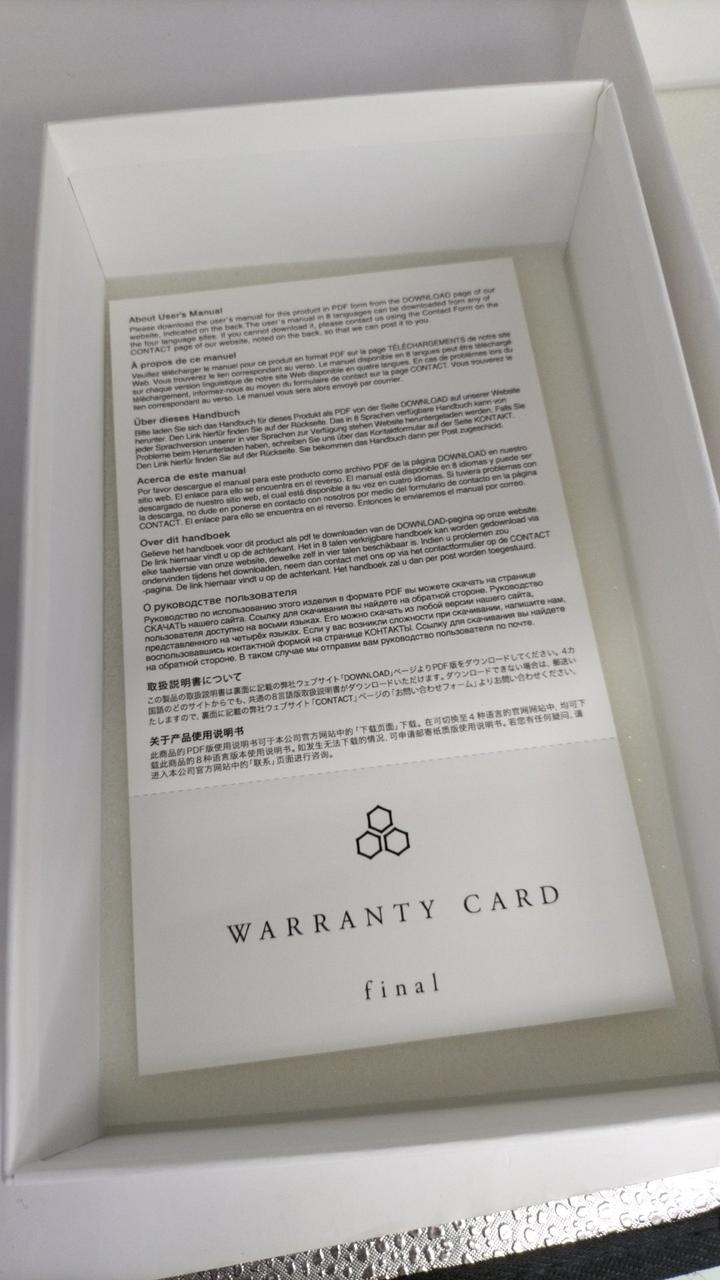 About User's Manual
Please download the user's manual for this product in PDF form from the DOWNLOAD page of our
website, indicated on the back. The user's manual in 8 languages can be downloaded from any of
the four language sites. If you cannot download it, please contact us using the Contact Form on the
CONTACT page of our website, noted on the back, so that we can post it to you.
À propos de ce manuel
Veuillez télécharger le manuel pour ce produit en format PDF sur la page TÉLÉCHARGEMENTS de notre site
Web. Vous trouverez le lien correspondant au verso. Le manuel disponible en 8 langues peut être téléchargé
sur chaque version linguistique de notre site Web disponible en quatre langues. En cas de problèmes lors du
téléchargement, informez-nous au moyen du formulaire de contact sur la page CONTACT. Vous trouverez le
lien correspondant au verso. Le manuel vous sera alors envoyé par courrier.
Über dieses Handbuch
Bitte laden Sie sich das Handbuch für dieses Produkt als PDF von der Seite DOWNLOAD auf unserer Website
herunter. Den Link hierfür finden Sie auf der Rückseite. Das in 8 Sprachen verfügbare Handbuch kann von
jeder Sprachversion unserer in vier Sprachen zur Verfügung stehen Website heruntergeladen werden. Falls Sie
Probleme beim Herunterladen haben, schreiben Sie uns über das Kontaktformular auf der Seite KONTAKT.
Den Link hierfür finden Sie auf der Rückseite. Sie bekommen das Handbuch dann per Post zugeschickt.
Acerca de este manual
Por favor descargue el manual para este producto como archivo PDF de la página DOWNLOAD en nuestro
sitio web. El enlace para ello se encuentra en el reverso. El manual está disponible en 8 idiomas y puede ser
descargado de nuestro sitio web, el cual está disponible a su vez en cuatro idiomas. Si tuviera problemas con
la descarga, no dude en ponerse en contacto con nosotros por medio del formulario de contacto en la página
CONTACT. El enlace para ello se encuentra en el reverso. Entonces le enviaremos el manual por correo.
Over dit handboek
Gelieve het handboek voor dit product als pdf te downloaden van de DOWNLOAD-pagina op onze website.
De link hiernaar vindt u op de achterkant. Het in 8 talen verkrijgbare handboek kan worden gedownload via
elke taalversie van onze website, dewelke zelf in vier talen beschikbaar is. Indien u problemen zou
ondervinden tijdens het downloaden, neem dan contact met ons op via het contactformulier op de CONTACT
-pagina. De link hiernaar vindt u op de achterkant. Het handboek zal u dan per post worden toegestuurd.
О руководстве пользователя
Руководство по использованию этого изделия в формате PDF вы можете скачать на странице
СКАЧАТЬ нашего сайта. Ссылку для скачивания вы найдете на обратной стороне. Руководство
пользователя доступно на восьми языках. Его можно скачать из любой версии нашего сайта,
представленного на четырёх языках. Если у вас возникли сложности при скачивании, напишите нам,
воспользовавшись контактной формой на странице КОНТАКТЫ. Ссылку для скачивания вы найдете
на обратной стороне. В таком случае мы отправим вам руководство пользователя по почте.
取扱説明書について
この製品の取扱説明書は裏面に記載の弊社ウェブサイト「DOWNLOAD」ページよりPDF版をダウンロードしてください。4カ
国語のどのサイトからでも、共通の8言語版取扱説明書がダウンロードいただけます。ダウンロードできない場合は、郵送い
たしますので、裏面に記載の弊社ウェブサイト「CONTACT」ページの「お問い合わせフォーム」よりお問い合わせください。
关于产品使用说明书
此商品的PDF版使用说明书可于本公司官方网站中的「下载页面」下载。在可切换至4种语言的官网网站中，均可下
载此商品的8种语言版本使用说明书。如发生无法下载的情况，可申请邮寄纸质版使用说明书。若您有任何疑问，请
进入本公司官方网站中的「联系」页面进行咨询。
WARRANTY CARD
final